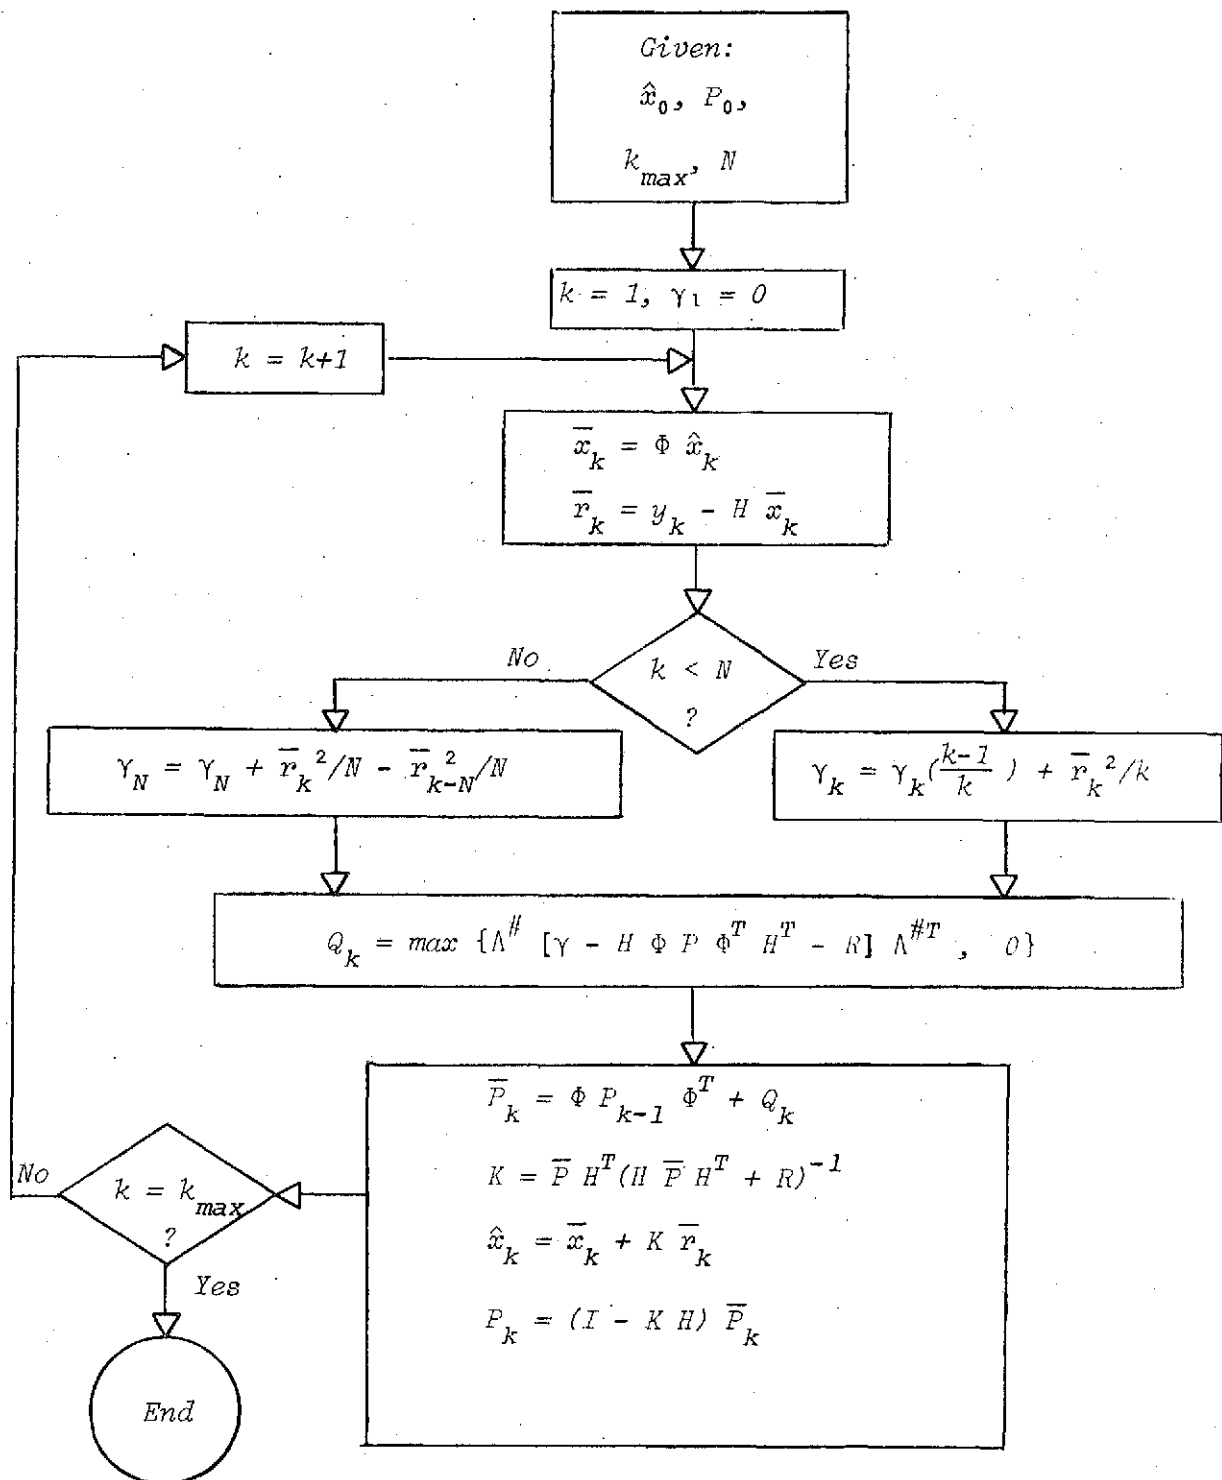 Given:
x̂₀, P₀,
k_max, N
k = 1, γ₁ = 0
k = k+1
x̄_k = Φ x̂_k
r̄_k = y_k - H x̄_k
No
k < N
?
Yes
γ_N = γ_N + r̄_k²/N - r̄_{k-N}²/N
γ_k = γ_k(\frac{k-1}{k}) + r̄_k²/k
Q_k = max {Λ^# [γ - H Φ P Φ^T H^T - R] Λ^{#T}, 0}
P̄_k = Φ P_{k-1} Φ^T + Q_k
K = P̄ H^T(H P̄ H^T + R)^{-1}
x̂_k = x̄_k + K r̄_k
P_k = (I - K H) P̄_k
No
k = k_max
?
Yes
End